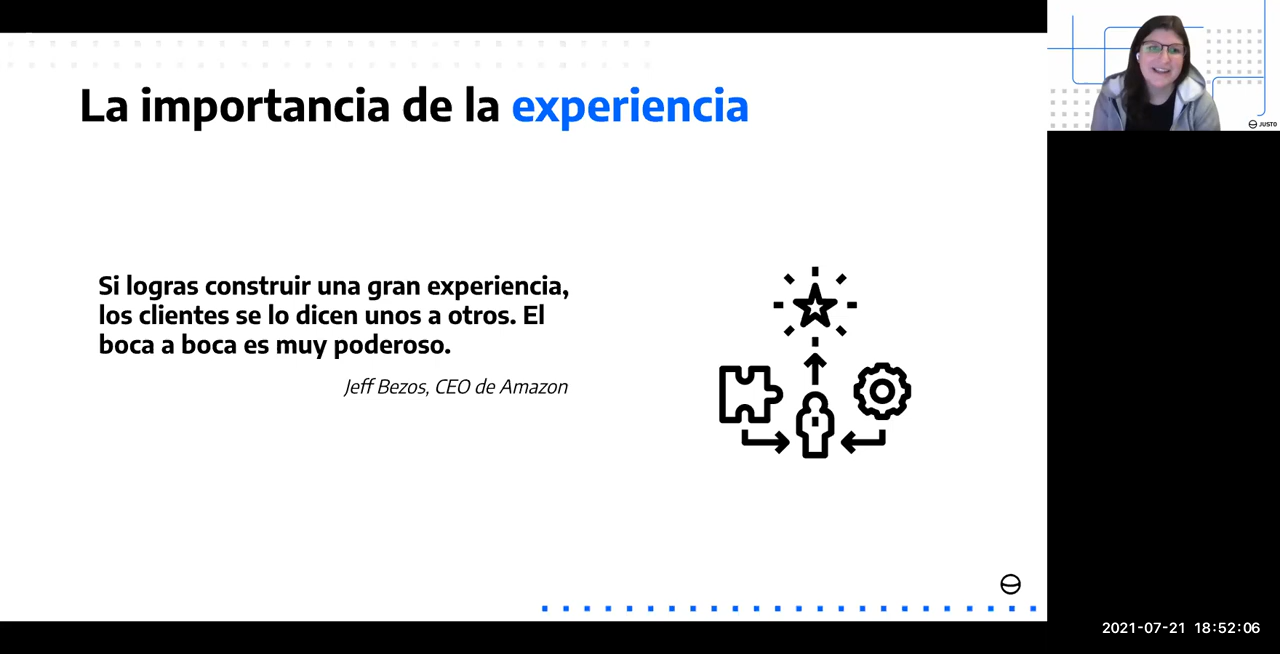 La importancia de la experiencia
Si logras construir una gran experiencia,
los clientes se lo dicen unos a otros. El
boca a boca es muy poderoso.
Jeff Bezos, CEO de Amazon
JUSTO
2021-07-21 18:52:06